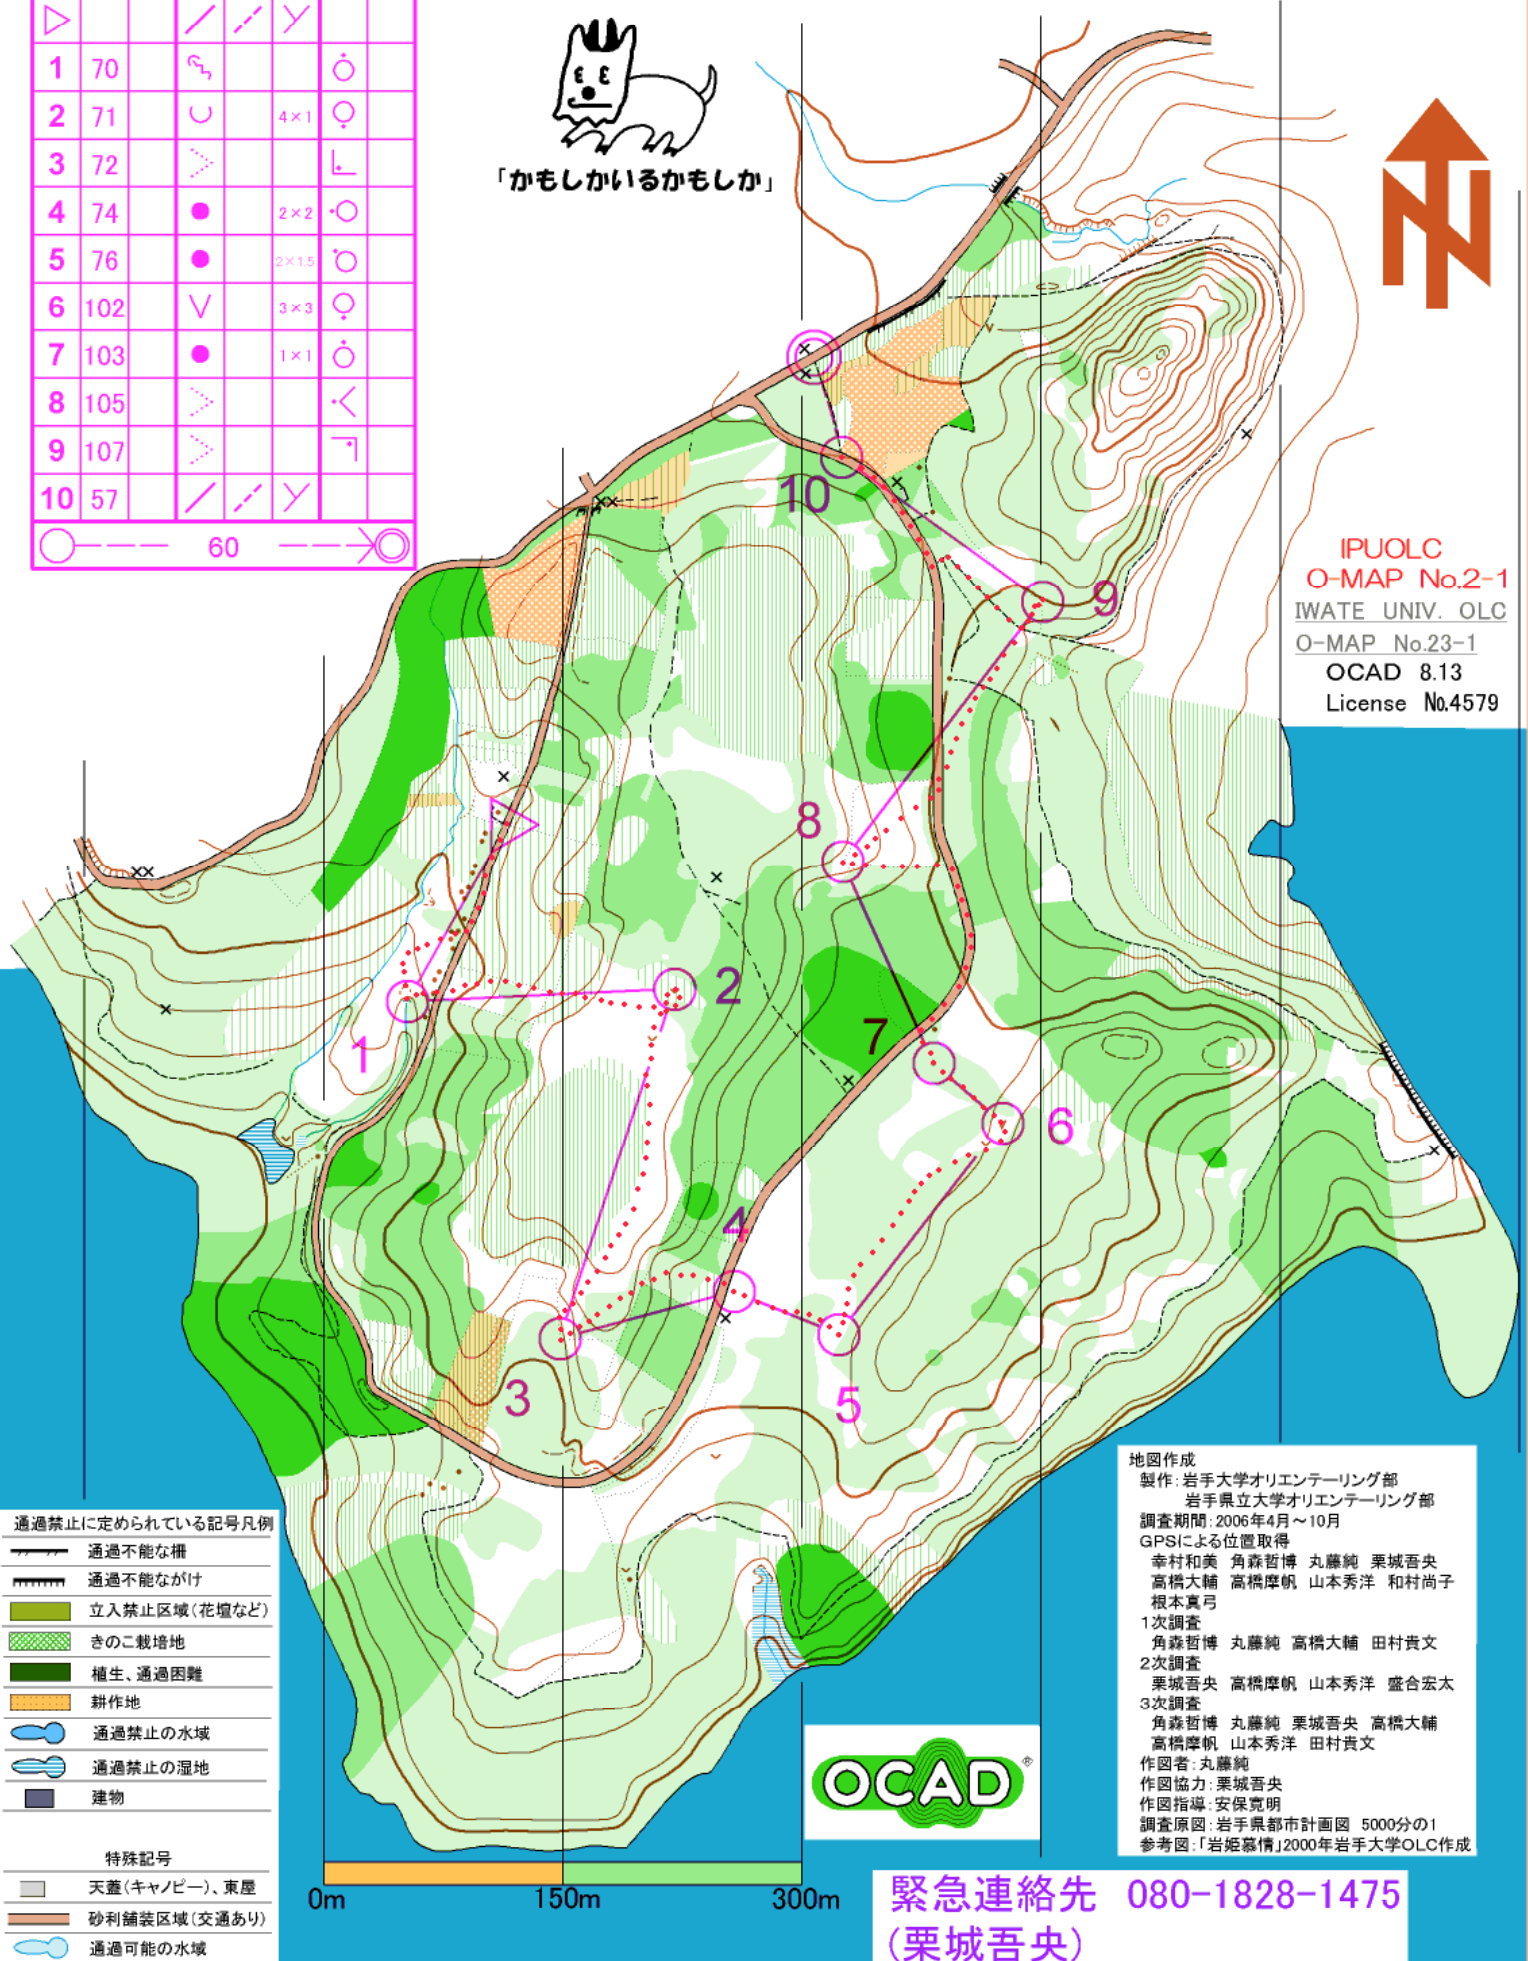 1 70
2 71 4×1
3 72
4 74 2×2
5 76 2×1.5
6 102 3×3
7 103 1×1
8 105
9 107
10 57
60
「かもしかいるかもしか」
N
IPUOLC
O-MAP No.2-1
IWATE UNIV. OLC
O-MAP No.23-1
OCAD 8.13
License No.4579
10
9
8
2
1
7
6
4
3
5
通過禁止に定められている記号凡例
通過不能な柵
通過不能ながけ
立入禁止区域(花壇など)
きのこ栽培地
植生、通過困難
耕作地
通過禁止の水域
通過禁止の湿地
建物
特殊記号
天蓋(キャノピー)、東屋
砂利舗装区域(交通あり)
通過可能の水域
0m 150m 300m
OCAD®
地図作成
製作:岩手大学オリエンテーリング部
岩手県立大学オリエンテーリング部
調査期間:2006年4月~10月
GPSによる位置取得
幸村和美 角森哲博 丸藤純 栗城吾央
高橋大輔 高橋摩帆 山本秀洋 和村尚子
根本真弓
1次調査
角森哲博 丸藤純 高橋大輔 田村貴文
2次調査
栗城吾央 高橋摩帆 山本秀洋 盛合宏太
3次調査
角森哲博 丸藤純 栗城吾央 高橋大輔
高橋摩帆 山本秀洋 田村貴文
作図者:丸藤純
作図協力:栗城吾央
作図指導:安保寛明
調査原図:岩手県都市計画図 5000分の1
参考図:「岩姫慕情」2000年岩手大学OLC作成
緊急連絡先 080-1828-1475
(栗城吾央)